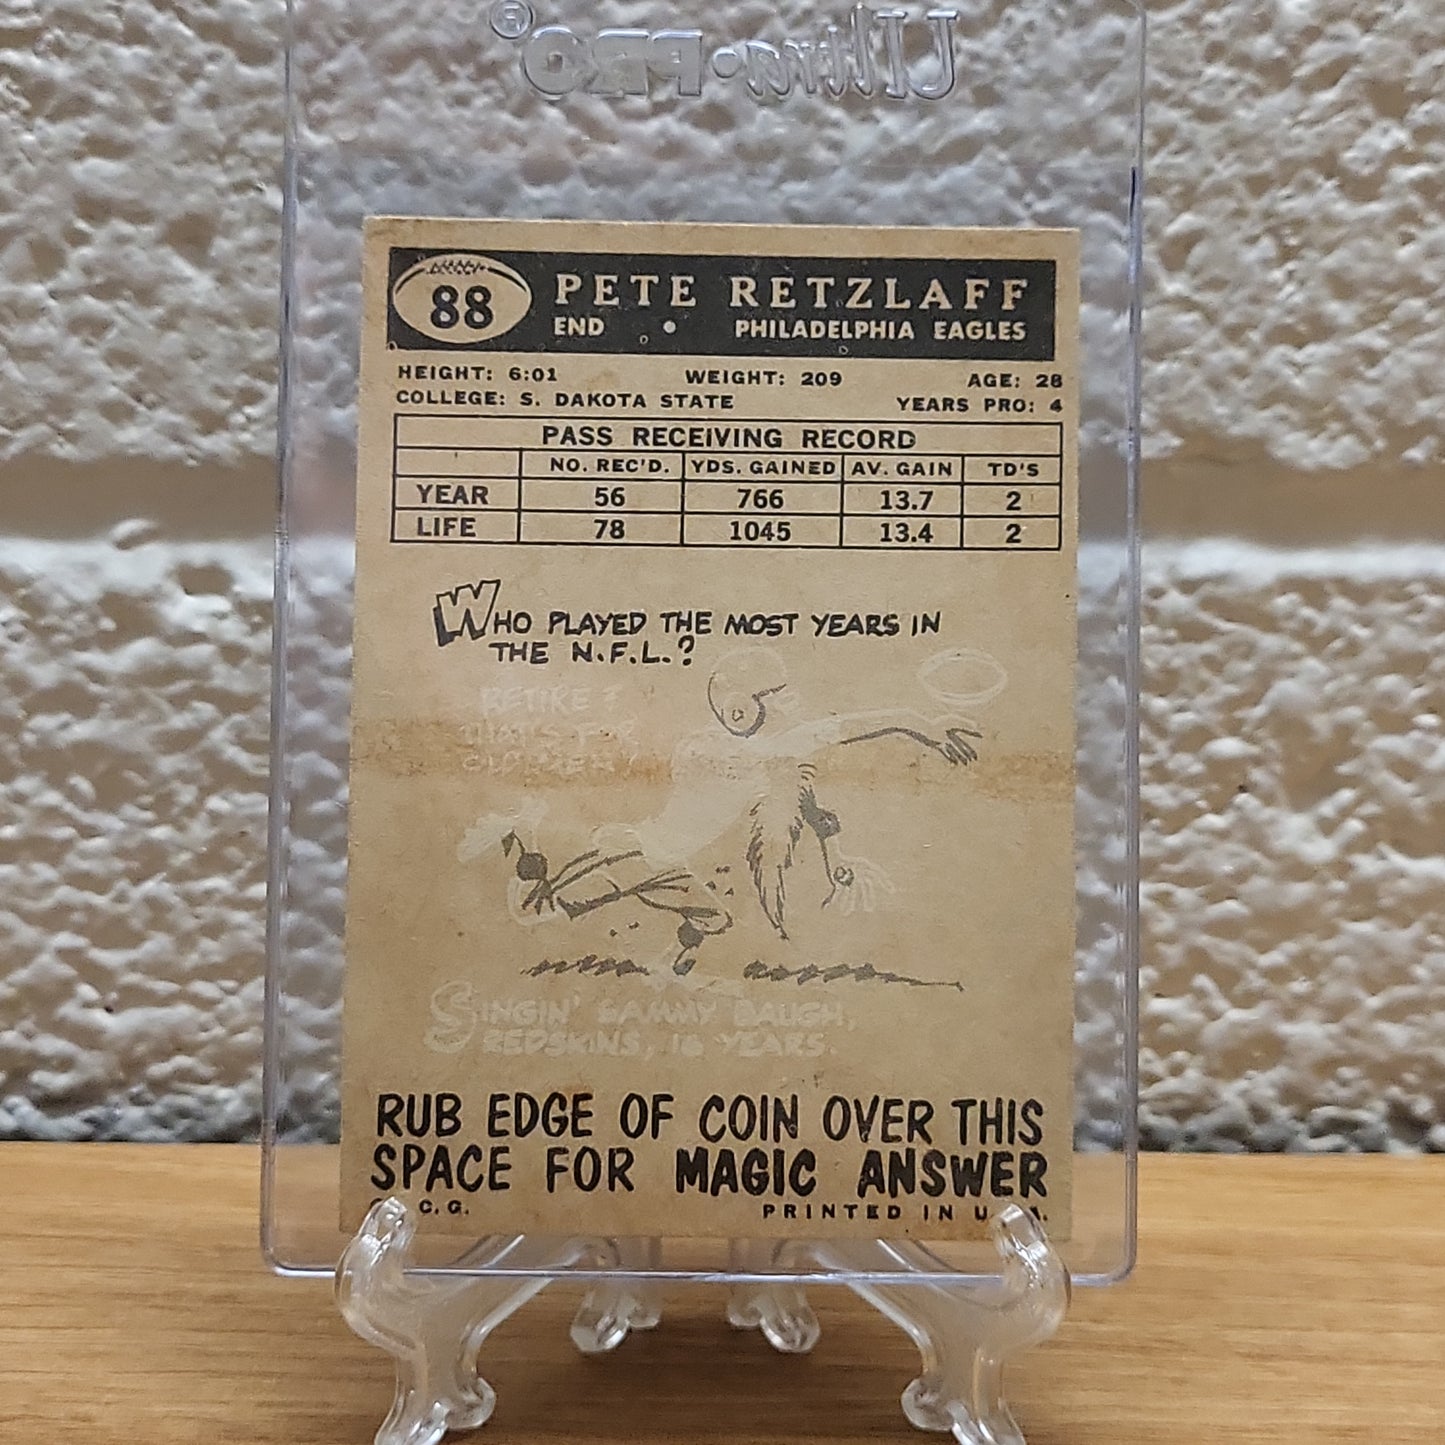 Ultra•PRO®
88 PETE RETZLAFF
END • PHILADELPHIA EAGLES
HEIGHT: 6:01 WEIGHT: 209 AGE: 28
COLLEGE: S. DAKOTA STATE YEARS PRO: 4
PASS RECEIVING RECORD
NO. REC'D. YDS. GAINED AV. GAIN TD'S
YEAR 56 766 13.7 2
LIFE 78 1045 13.4 2
WHO PLAYED THE MOST YEARS IN
THE N.F.L.?
RETIRE?
THAT'S FOR
SINGIN' SAMMY BAUGH,
REDSKINS, 16 YEARS.
RUB EDGE OF COIN OVER THIS
SPACE FOR MAGIC ANSWER
C.G. PRINTED IN U.